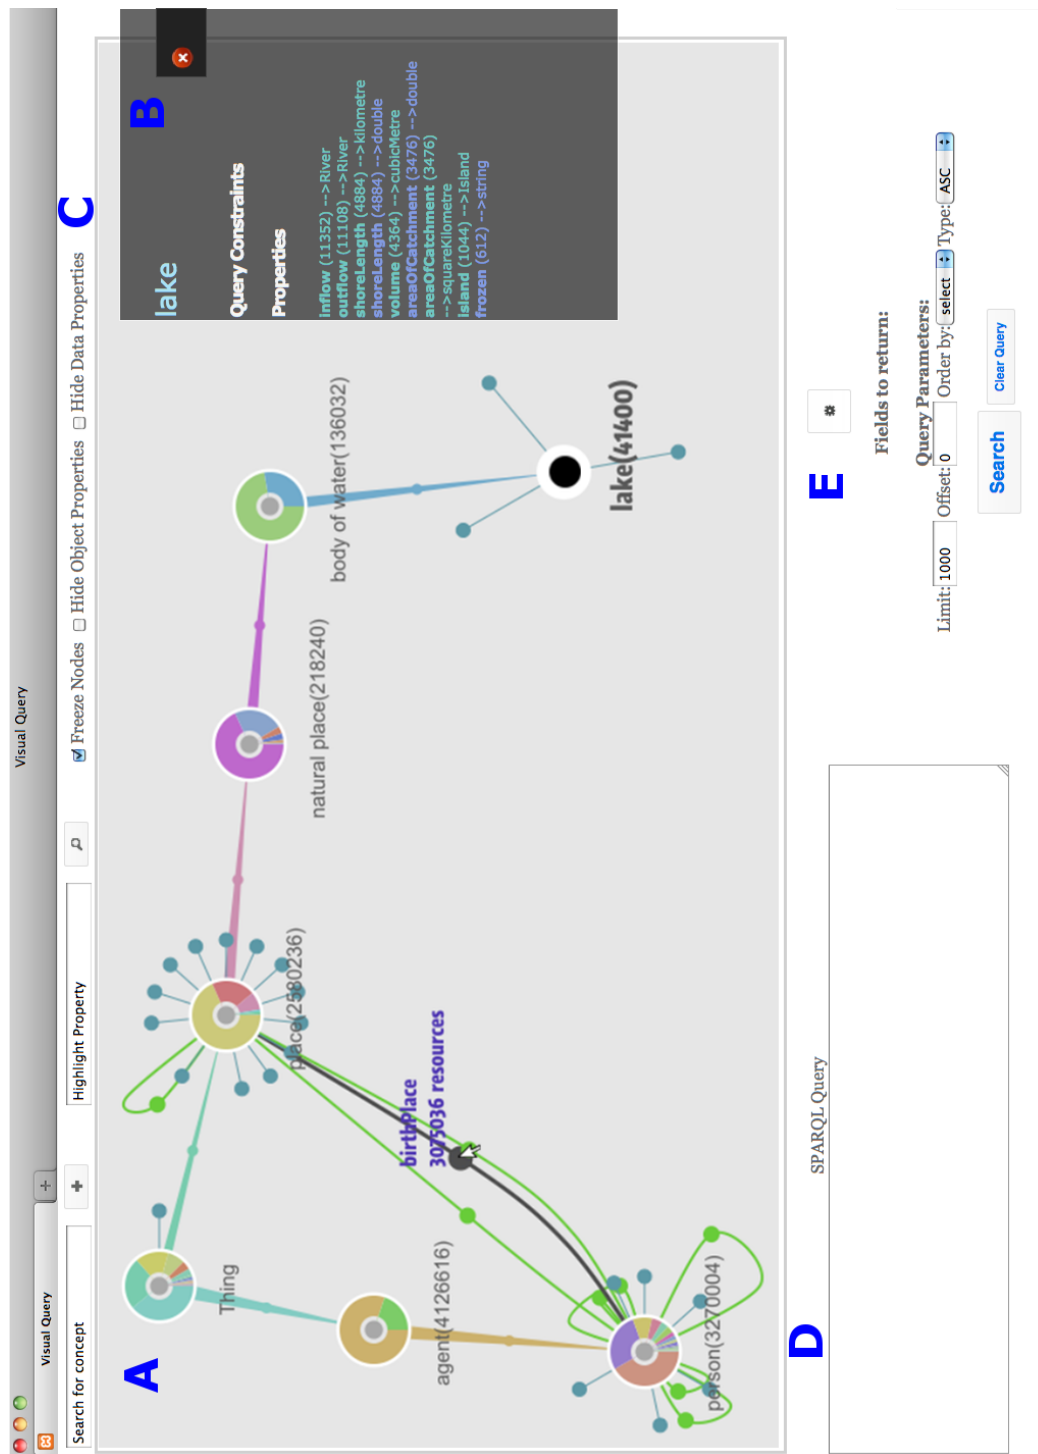 Visual Query
Visual Query
Search for concept
Highlight Property
Freeze Nodes
Hide Object Properties
Hide Data Properties
C
A
Thing
agent(4126616)
person(3270004)
place(2580236)
birthPlace
3075036 resources
natural place(218240)
body of water(136032)
lake(41400)
B
lake
Query Constraints
Properties
inflow (11352) -->River
outflow (11108) -->River
shoreLength (4884) -->kilometre
shoreLength (4884) -->double
volume (4364) -->cubicMetre
areaOfCatchment (3476) -->double
areaOfCatchment (3476)
-->squareKilometre
island (1044) -->Island
frozen (612) -->string
D
SPARQL Query
E
Fields to return:
Query Parameters:
Limit: 1000 Offset: 0 Order by: select Type: ASC
Search
Clear Query